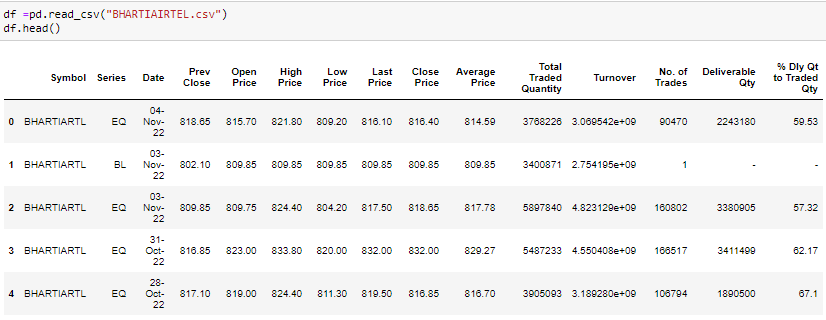 df =pd.read_csv("BHARTIAIRTEL.csv")
df.head()
Symbol Series Date Prev Close Open Price High Price Low Price Last Price Close Price Average Price Total Traded Quantity Turnover No. of Trades Deliverable Qty % Dly Qt to Traded Qty
0 BHARTIARTL EQ 04-Nov-22 818.65 815.70 821.80 809.20 816.10 816.40 814.59 3768226 3.069542e+09 90470 2243180 59.53
1 BHARTIARTL BL 03-Nov-22 802.10 809.85 809.85 809.85 809.85 809.85 809.85 3400871 2.754195e+09 1 - -
2 BHARTIARTL EQ 03-Nov-22 809.85 809.75 824.40 804.20 817.50 818.65 817.78 5897840 4.823129e+09 160802 3380905 57.32
3 BHARTIARTL EQ 31-Oct-22 816.85 823.00 833.80 820.00 832.00 832.00 829.27 5487233 4.550408e+09 166517 3411499 62.17
4 BHARTIARTL EQ 28-Oct-22 817.10 819.00 824.40 811.30 819.50 816.85 816.70 3905093 3.189280e+09 106794 1890500 67.1